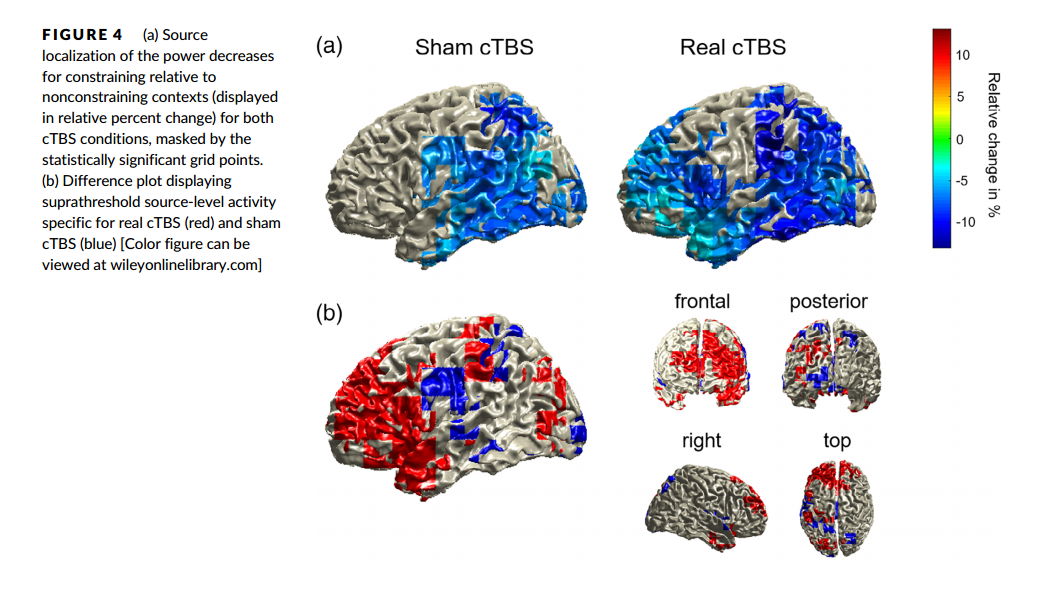 FIGURE 4 (a) Source
localization of the power decreases
for constraining relative to
nonconstraining contexts (displayed
in relative percent change) for both
cTBS conditions, masked by the
statistically significant grid points.
(b) Difference plot displaying
suprathreshold source-level activity
specific for real cTBS (red) and sham
cTBS (blue) [Color figure can be
viewed at wileyonlinelibrary.com]
(a)
Sham cTBS
Real cTBS
10
5
0
-5
-10
Relative change in %
(b)
frontal
posterior
right
top